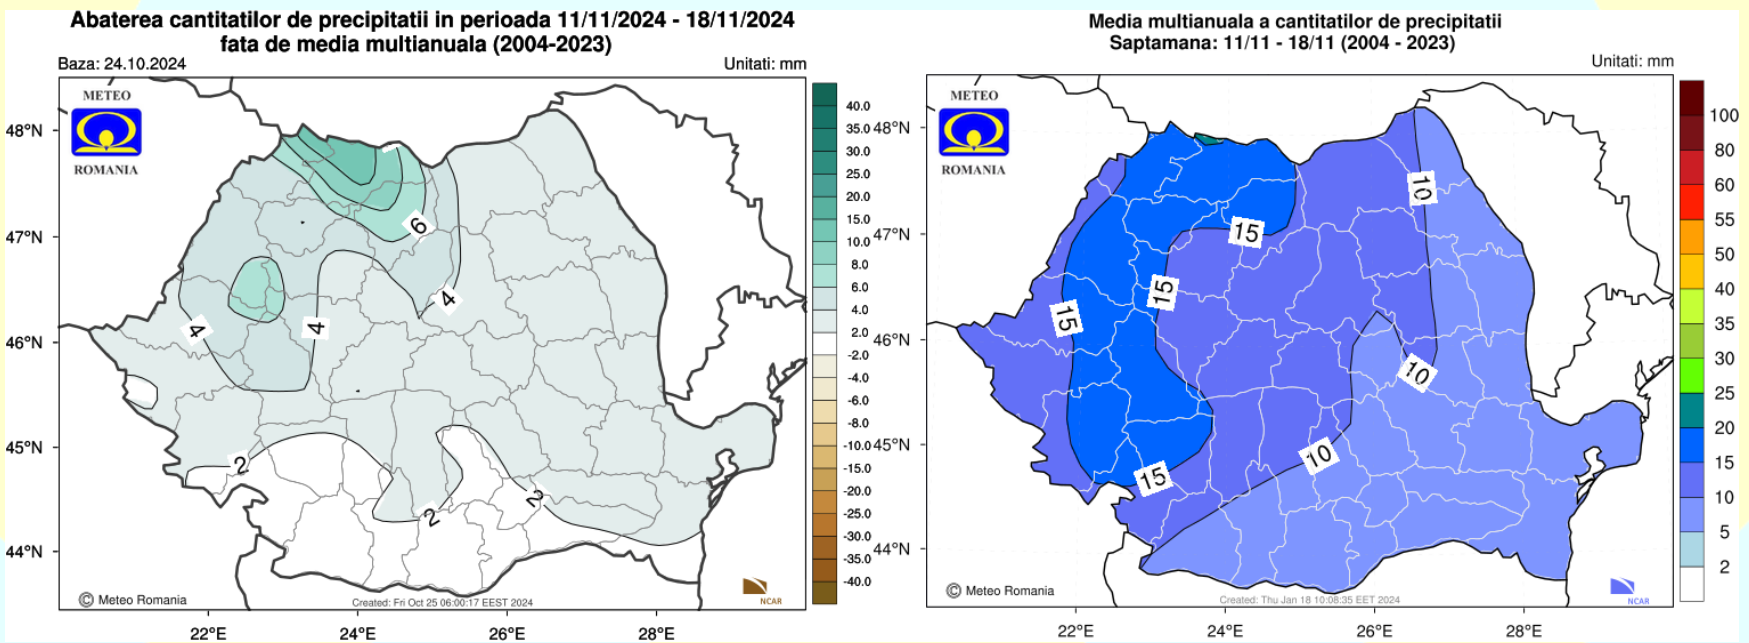 Abaterea cantitatilor de precipitatii in perioada 11/11/2024 - 18/11/2024
fata de media multianuala (2004-2023)
Baza: 24.10.2024
Unitati: mm
METEO
ROMANIA
48°N
47°N
46°N
45°N
44°N
6
4
4
4
2
2
2
40.0
35.0
30.0
25.0
20.0
15.0
10.0
8.0
6.0
4.0
2.0
-2.0
-4.0
-6.0
-8.0
-10.0
-15.0
-20.0
-25.0
-30.0
-35.0
-40.0
© Meteo Romania
Created: Fri Oct 25 06:00:17 EEST 2024
NCAR
22°E
24°E
26°E
28°E
Media multianuala a cantitatilor de precipitatii
Saptamana: 11/11 - 18/11 (2004 - 2023)
Unitati: mm
METEO
ROMANIA
48°N
47°N
46°N
45°N
44°N
10
15
15
15
10
10
15
100
80
60
55
50
40
35
30
25
20
15
10
5
2
© Meteo Romania
Created: Thu Jan 18 10:08:35 EET 2024
NCAR
22°E
24°E
26°E
28°E